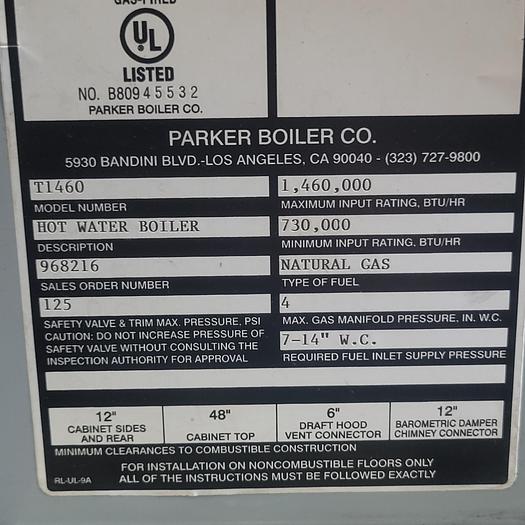 GAS-FIRED
UL
LISTED
NO. B80945532
PARKER BOILER CO.
PARKER BOILER CO.
5930 BANDINI BLVD.-LOS ANGELES, CA 90040 - (323) 727-9800
T1460
MODEL NUMBER
1,460,000
MAXIMUM INPUT RATING, BTU/HR
HOT WATER BOILER
DESCRIPTION
730,000
MINIMUM INPUT RATING, BTU/HR
968216
SALES ORDER NUMBER
NATURAL GAS
TYPE OF FUEL
125
SAFETY VALVE & TRIM MAX. PRESSURE, PSI
CAUTION: DO NOT INCREASE PRESSURE OF
SAFETY VALVE WITHOUT CONSULTING THE
INSPECTION AUTHORITY FOR APPROVAL
4
MAX. GAS MANIFOLD PRESSURE, IN. W.C.
7-14" W.C.
REQUIRED FUEL INLET SUPPLY PRESSURE
12"
CABINET SIDES
AND REAR
48"
CABINET TOP
6"
DRAFT HOOD
VENT CONNECTOR
12"
BAROMETRIC DAMPER
CHIMNEY CONNECTOR
MINIMUM CLEARANCES TO COMBUSTIBLE CONSTRUCTION
FOR INSTALLATION ON NONCOMBUSTIBLE FLOORS ONLY
RL-UL-9A
ALL OF THE INSTRUCTIONS MUST BE FOLLOWED EXACTLY